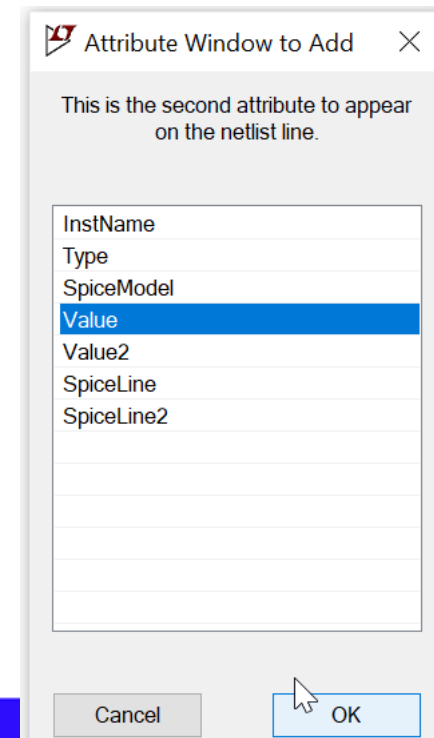 Attribute Window to Add
This is the second attribute to appear
on the netlist line.
InstName
Type
SpiceModel
Value
Value2
SpiceLine
SpiceLine2
Cancel
OK